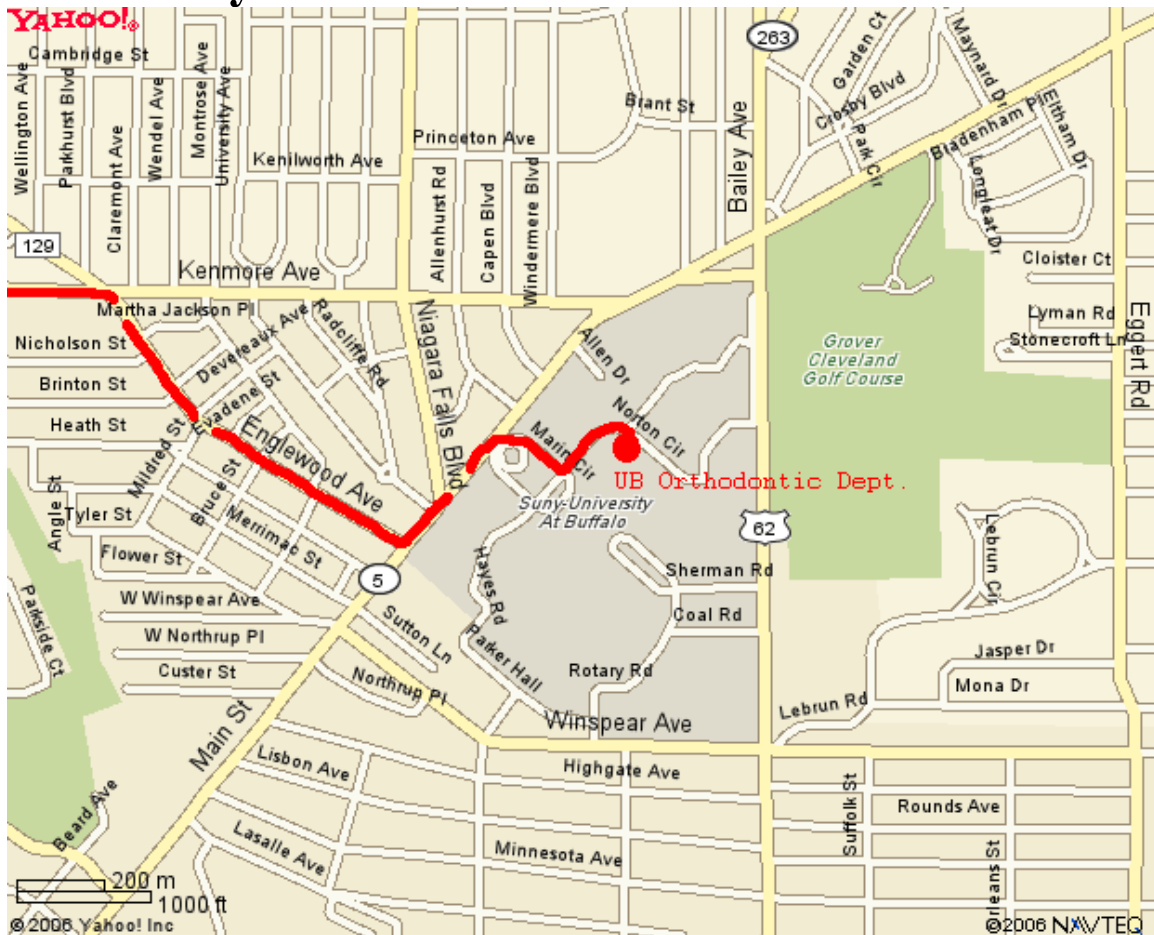 YAHOO!®
Cambridge St
Wellington Ave
Parkhurst Blvd
Claremont Ave
Wendel Ave
Montrose Ave
University Ave
Kenilworth Ave
Princeton Ave
Brant St
263
Garden Ct
Maynard Dr
Crosby Blvd
Park Cir
Bladenham Pl
Eltham Dr
Longleat Dr
Bailey Ave
Allenhurst Rd
Capen Blvd
Windermere Blvd
129
Kenmore Ave
Cloister Ct
Martha Jackson Pl
Nicholson St
Devereaux Ave
Radcliffe Rd
Niagara Falls Blvd
Allen Dr
Lyman Rd
Stonecroft Ln
Eggert Rd
Grover
Cleveland
Golf Course
Brinton St
Evadene St
Heath St
Mildred St
Englewood Ave
Bruce St
Marin Cir
Norton Cir
UB Orthodontic Dept.
Suny-University
At Buffalo
Angle St
Tyler St
Merrimac St
62
Flower St
5
Hayes Rd
Sherman Rd
Lebrun Cir
W Winspear Ave
Coal Rd
Parkside Ct
W Northrup Pl
Sutton Ln
Parker Hall
Custer St
Rotary Rd
Jasper Dr
Northrup Pl
Mona Dr
Lebrun Rd
Winspear Ave
Main St
Lisbon Ave
Highgate Ave
Suffolk St
Rounds Ave
Beard Ave
Lasalle Ave
Minnesota Ave
rleans St
200 m
1000 ft
©2006 Yahoo! Inc
©2006 NAVTEQ